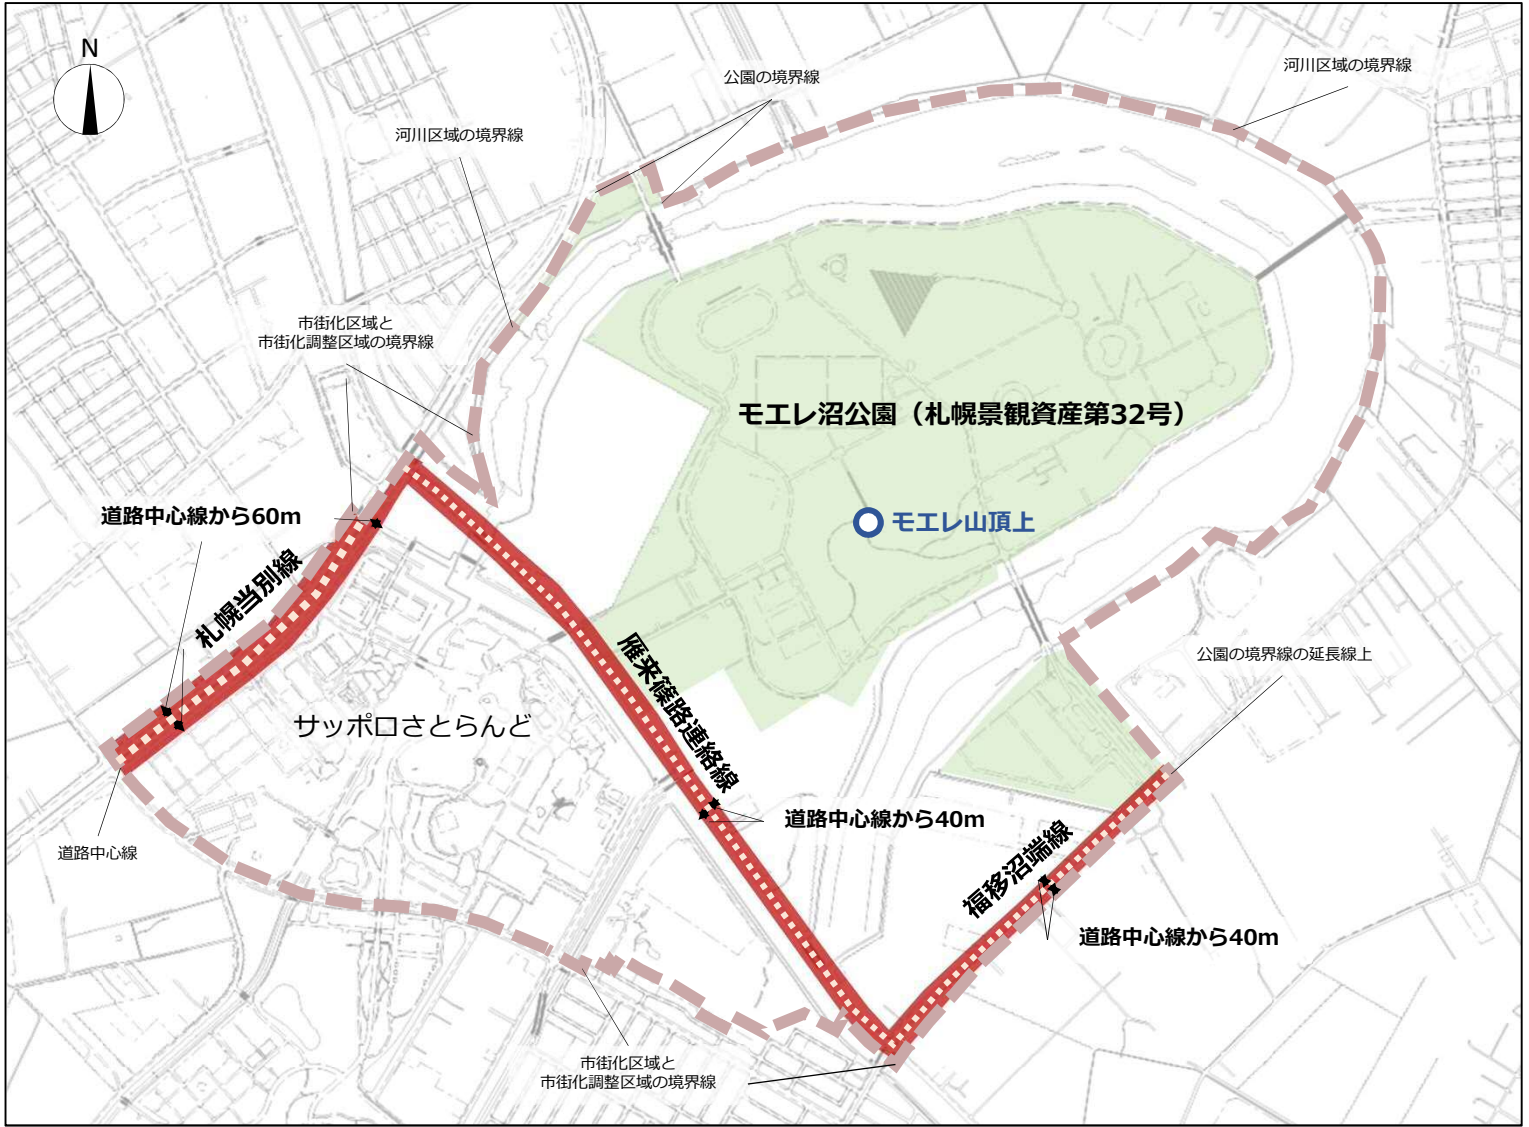 N
公園の境界線
河川区域の境界線
河川区域の境界線
市街化区域と
市街化調整区域の境界線
モエレ沼公園（札幌景観資産第32号）
道路中心線から60m
モエレ山頂上
札幌当別線
雁来篠路連絡線
公園の境界線の延長線上
サッポロさとらんど
道路中心線から40m
道路中心線
福移沼端線
道路中心線から40m
市街化区域と
市街化調整区域の境界線